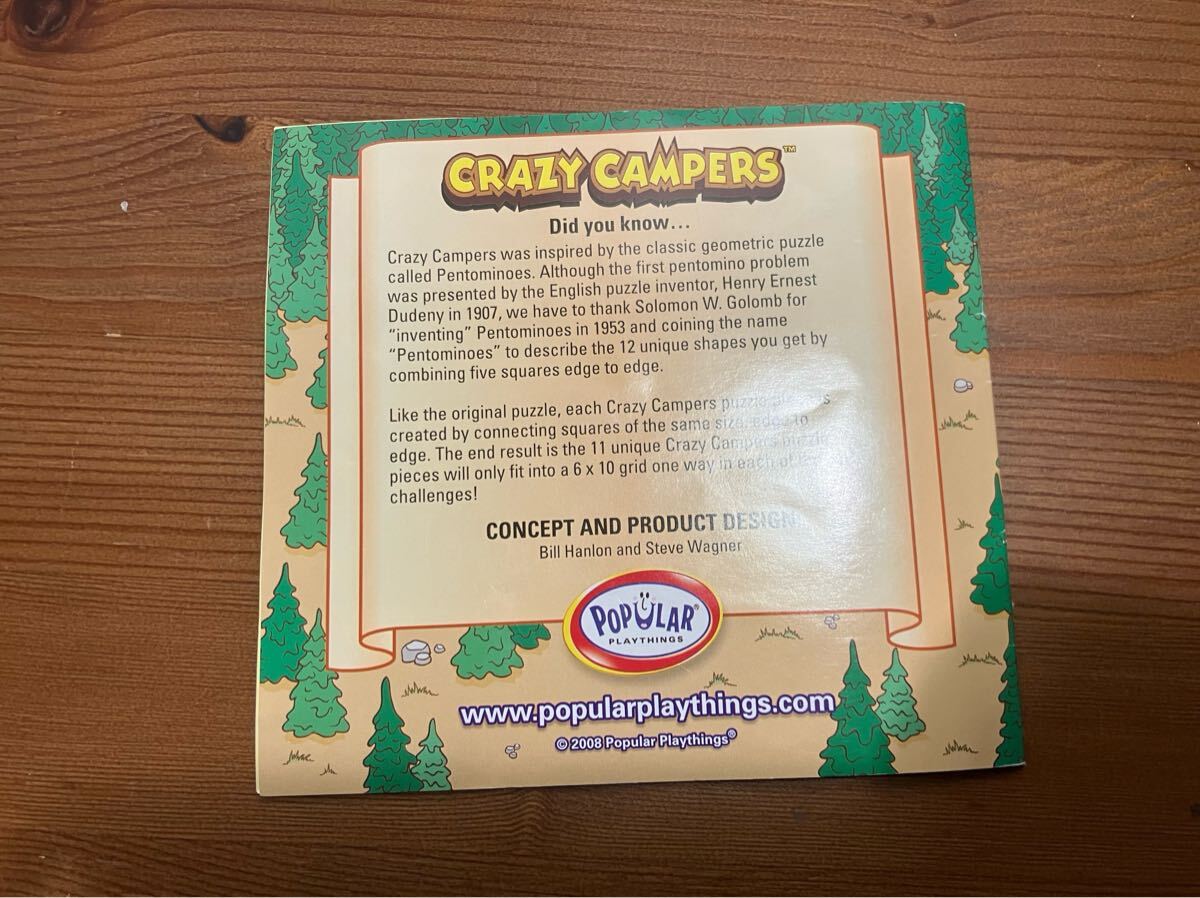 CRAZY CAMPERS™
Did you know...
Crazy Campers was inspired by the classic geometric puzzle
called Pentominoes. Although the first pentomino problem
was presented by the English puzzle inventor, Henry Ernest
Dudeny in 1907, we have to thank Solomon W. Golomb for
"inventing" Pentominoes in 1953 and coining the name
"Pentominoes" to describe the 12 unique shapes you get by
combining five squares edge to edge.
Like the original puzzle, each Crazy Campers puzzle
created by connecting squares of the same size, edge to
edge. The end result is the 11 unique Crazy Campers puzzle
pieces will only fit into a 6 x 10 grid one way in each of
challenges!
CONCEPT AND PRODUCT DESIGN
Bill Hanlon and Steve Wagner
POPULAR®
PLAYTHINGS
www.popularplaythings.com
© 2008 Popular Playthings®